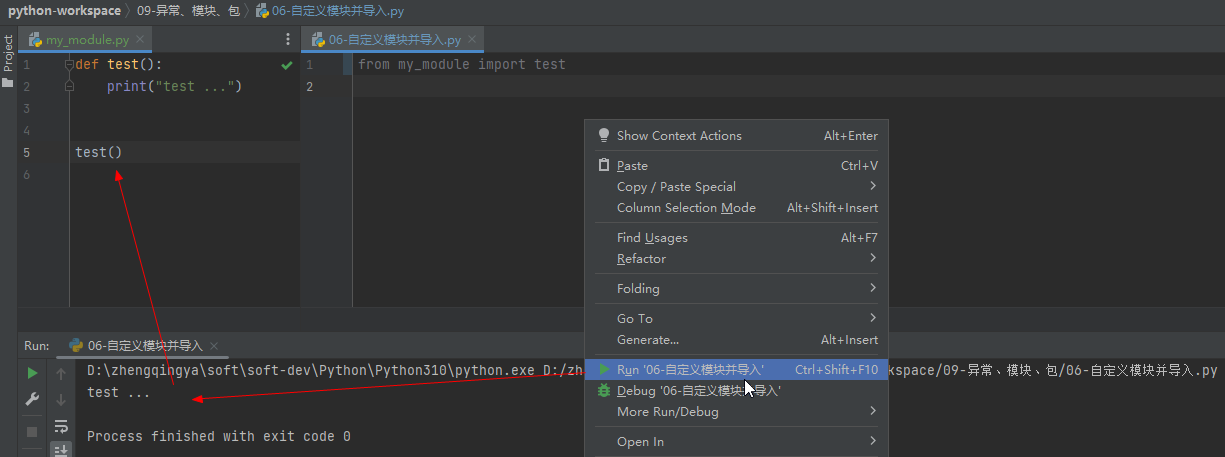 python-workspace 09-异常、模块、包 06-自定义模块并导入.py
Project
my_module.py
06-自定义模块并导入.py
1 def test():
2 print("test ...")
3
4
5 test()
6
1 from my_module import test
2
Show Context Actions Alt+Enter
Paste Ctrl+V
Copy / Paste Special
Column Selection Mode Alt+Shift+Insert
Find Usages Alt+F7
Refactor
Folding
Go To
Generate... Alt+Insert
Run '06-自定义模块并导入' Ctrl+Shift+F10
Debug '06-自定义模块并导入'
More Run/Debug
Open In
Run: 06-自定义模块并导入
D:\zhengqingya\soft\soft-dev\Python\Python310\python.exe D:/zh kspace/09-异常、模块、包/06-自定义模块并导入.py
test ...
Process finished with exit code 0